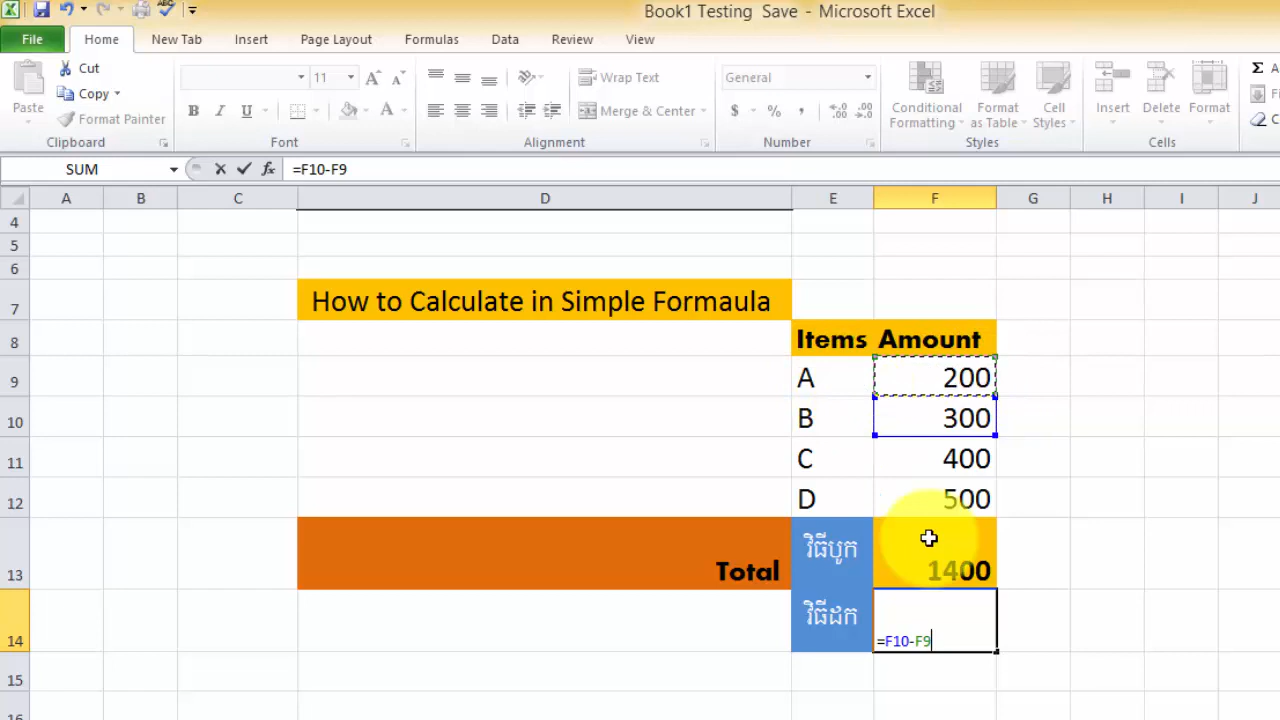 Book1 Testing Save - Microsoft Excel
File Home New Tab Insert Page Layout Formulas Data Review View
Cut
Copy
Format Painter
Paste
Clipboard
11
B I U
A
Font
Wrap Text
Merge & Center
Alignment
General
$ % ,
Number
Conditional Formatting
Format as Table
Cell Styles
Styles
Insert Delete Format
Cells
Σ
SUM fx =F10-F9
A B C D E F G H I J
4
5
6
7 How to Calculate in Simple Formaula
8 Items Amount
9 A 200
10 B 300
11 C 400
12 D 500
13 Total វិធីបូក 1400
14 វិធីដក =F10-F9
15
16